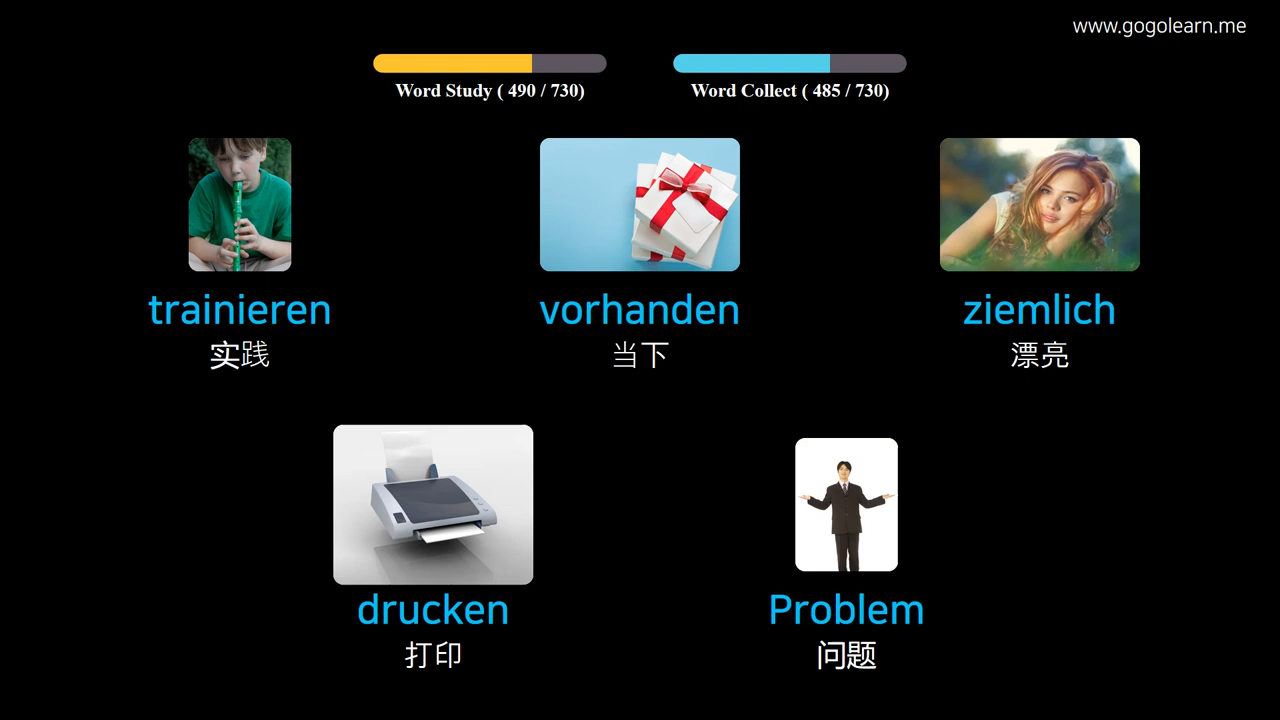 www.gogolearn.me
Word Study ( 490 / 730)
Word Collect ( 485 / 730)
trainieren
实践
vorhanden
当下
ziemlich
漂亮
drucken
打印
Problem
问题